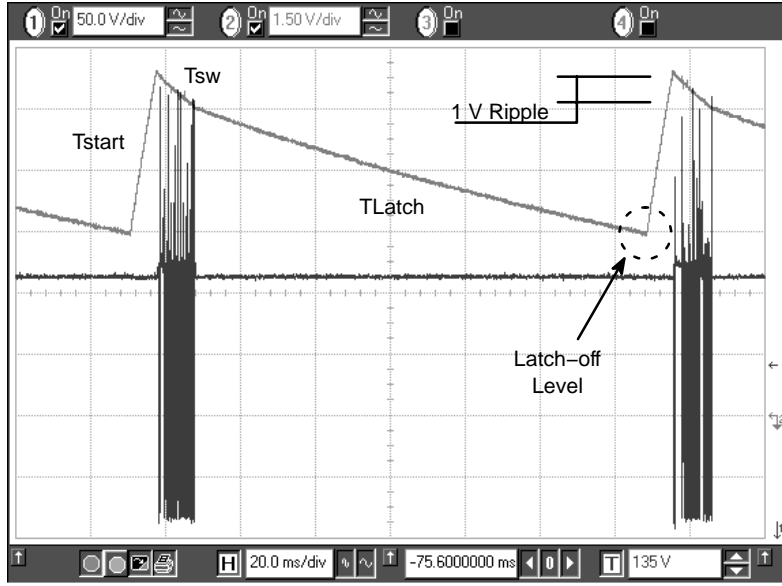 1 On 50.0 V/div 2 On 1.50 V/div 3 On 4 On
Tsw
1 V Ripple
Tstart
TLatch
Latch−off
Level
H 20.0 ms/div -75.6000000 ms 0 T 135 V